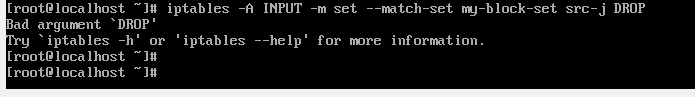 [root@localhost ~]# iptables -A INPUT -m set --match-set my-block-set src-j DROP
Bad argument `DROP'
Try `iptables -h' or 'iptables --help' for more information.
[root@localhost ~]#
[root@localhost ~]#